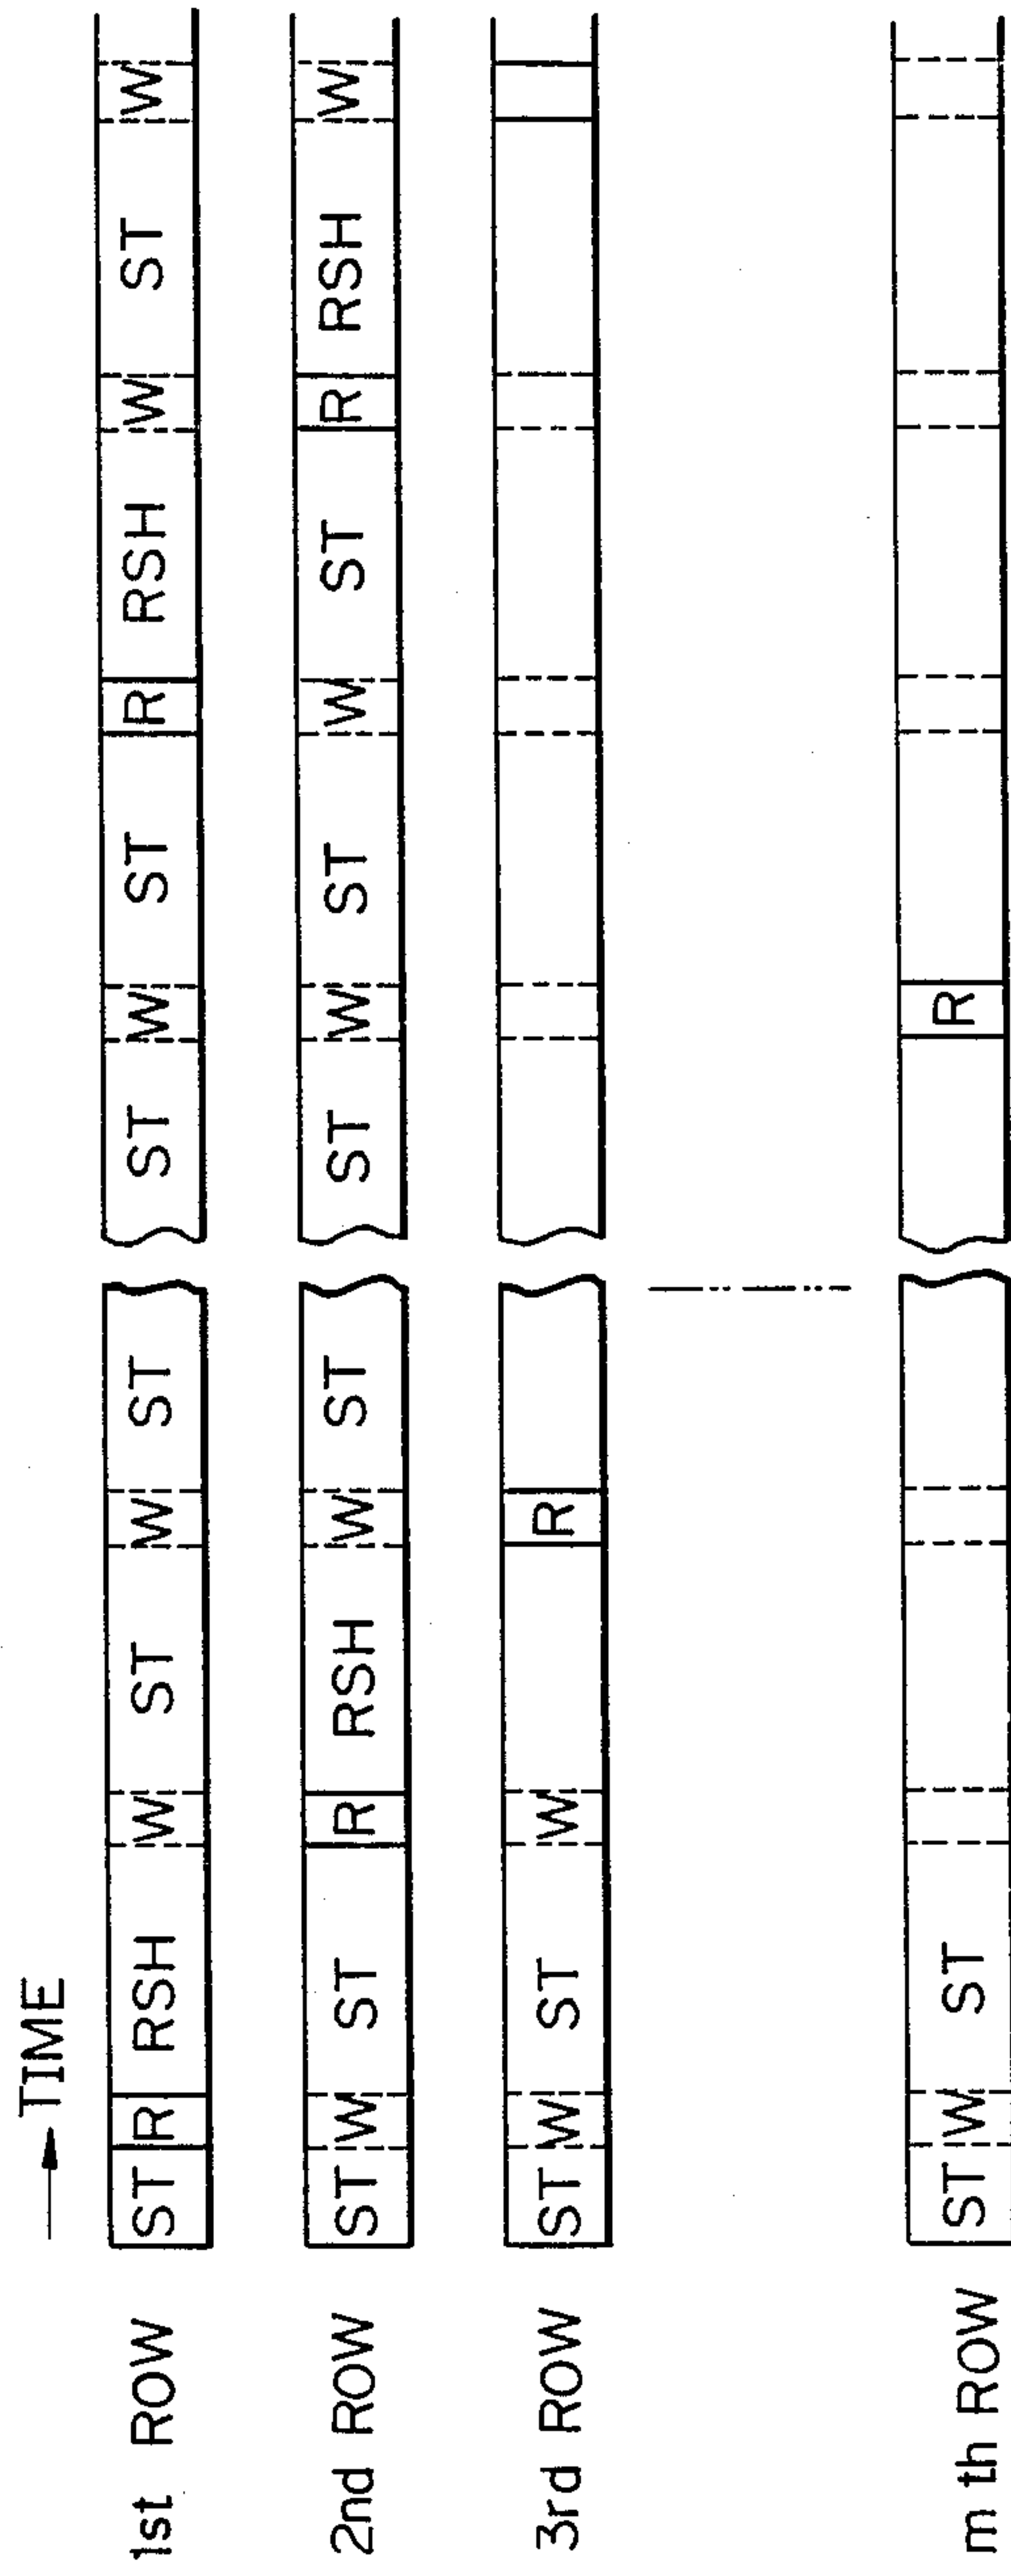 TIME
1st ROW ST R RSH W ST W ST ST W ST R RSH W ST W
2nd ROW ST W ST R RSH W ST ST W ST W ST R RSH W
3rd ROW ST W ST W R
m th ROW ST W ST R